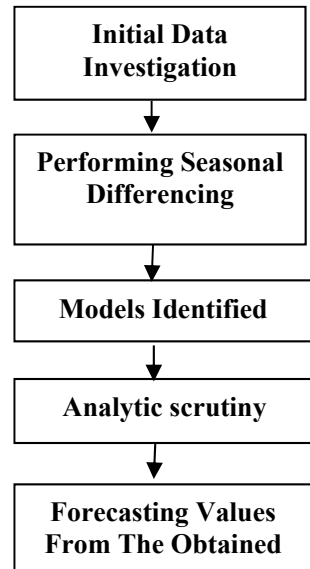 Initial Data
Investigation
Performing Seasonal
Differencing
Models Identified
Analytic scrutiny
Forecasting Values
From The Obtained